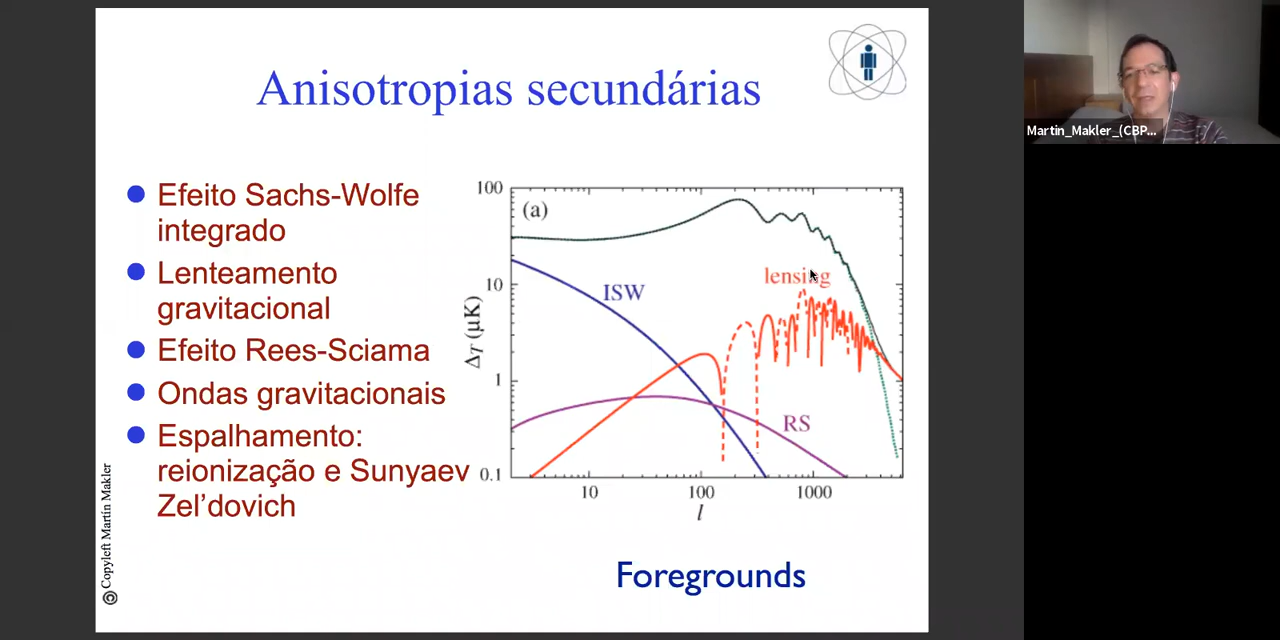 Anisotropias secundárias
Martin_Makler_(CBP...
Efeito Sachs-Wolfe
integrado
Lenteamento
gravitacional
Efeito Rees-Sciama
Ondas gravitacionais
Espalhamento:
reionização e Sunyaev
Zel’dovich
(a)
100
10
1
0.1
ΔT (μK)
ISW
lensing
RS
10
100
1000
l
Foregrounds
Copyleft Martín Makler